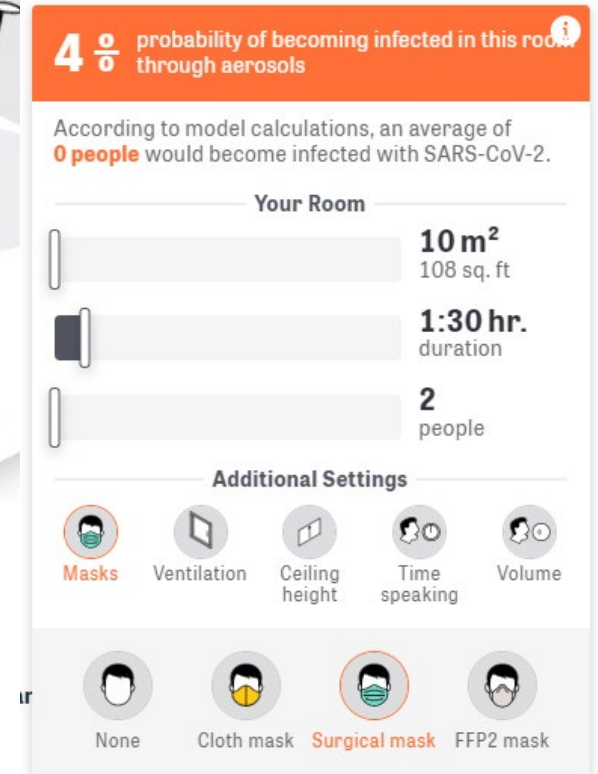 4 % probability of becoming infected in this room
through aerosols
i
According to model calculations, an average of
0 people would become infected with SARS-CoV-2.
Your Room
10 m²
108 sq. ft
1:30 hr.
duration
2
people
Additional Settings
Masks
Ventilation
Ceiling
height
Time
speaking
Volume
None
Cloth mask
Surgical mask
FFP2 mask